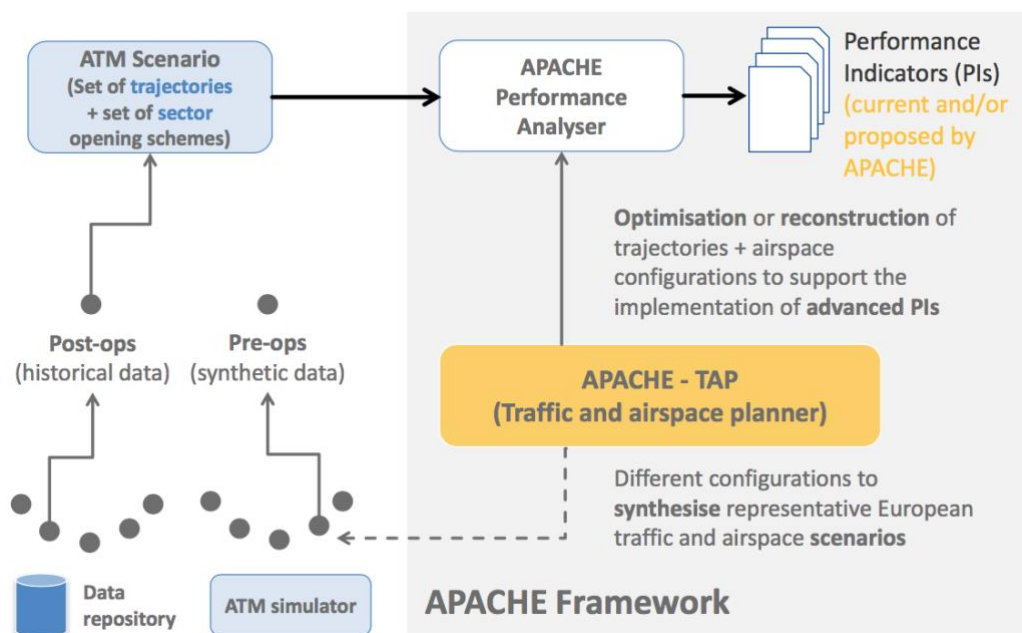 ATM Scenario
(Set of trajectories
+ set of sector
opening schemes)
APACHE
Performance
Analyser
Performance
Indicators (PIs)
(current and/or
proposed by
APACHE)
Optimisation or reconstruction of
trajectories + airspace
configurations to support the
implementation of advanced PIs
Post-ops
(historical data)
Pre-ops
(synthetic data)
APACHE - TAP
(Traffic and airspace planner)
Different configurations to
synthesise representative European
traffic and airspace scenarios
Data
repository
ATM simulator
APACHE Framework